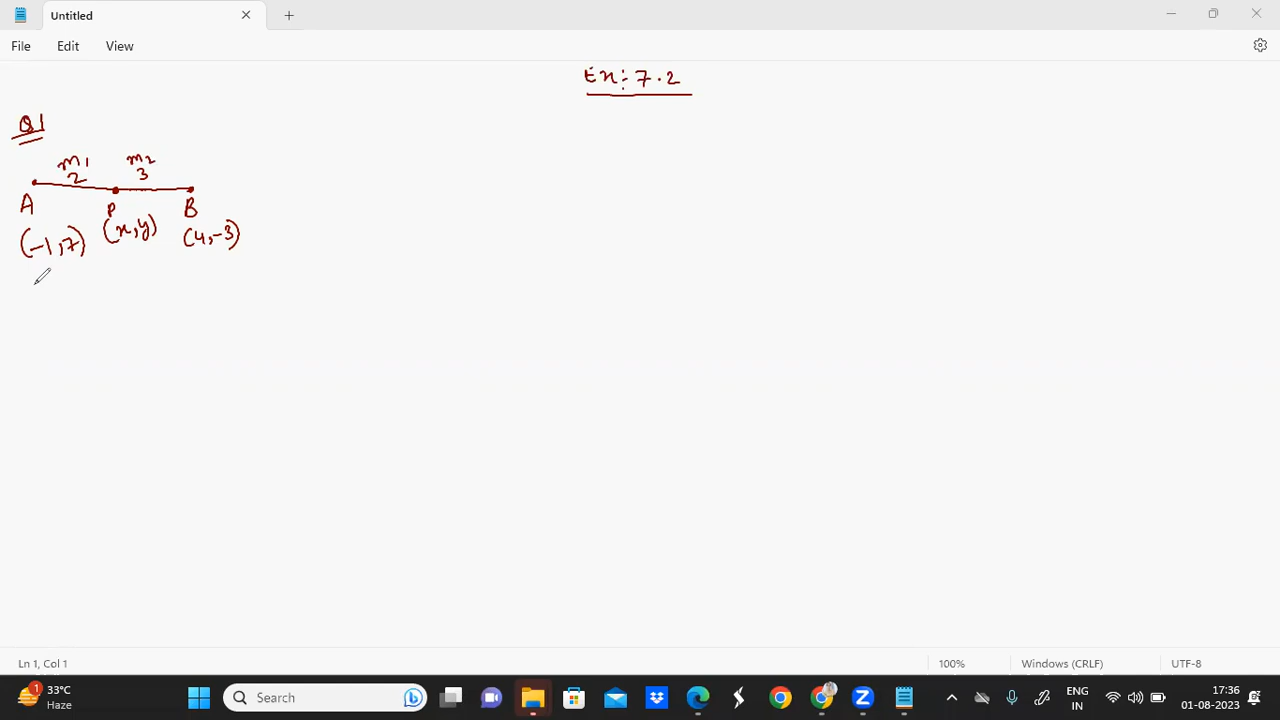 Untitled
File Edit View
Ex:- 7.2
Q1
m1 m2
2 3
A P B
(-1,7) (x,y) (4,-3)
Ln 1, Col 1 100% Windows (CRLF) UTF-8
1 33°C Haze
Search
ENG IN
17:36
01-08-2023